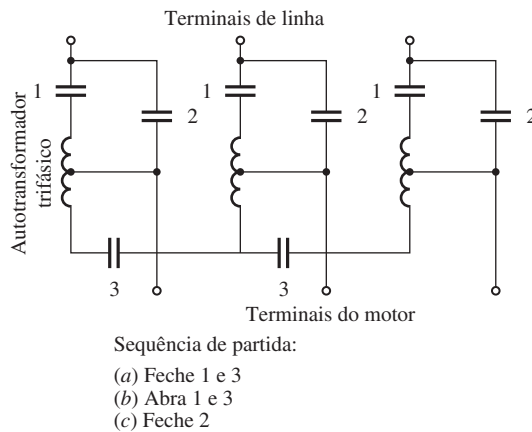 Terminais de linha
1 1 1
2 2 2
Autotransformador
trifásico
3 3
Terminais do motor
Sequência de partida:
(a) Feche 1 e 3
(b) Abra 1 e 3
(c) Feche 2